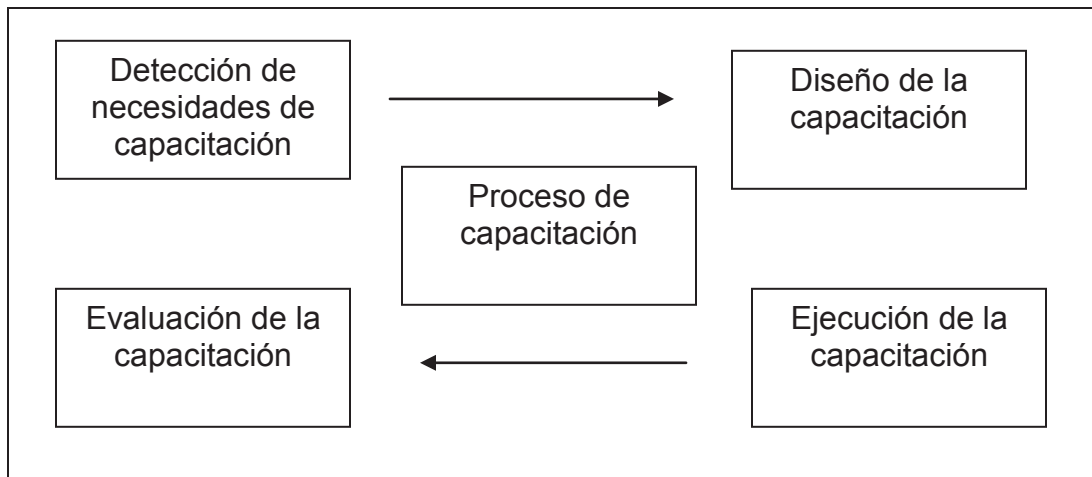 Detección de
necesidades de
capacitación
Diseño de la
capacitación
Proceso de
capacitación
Evaluación de la
capacitación
Ejecución de la
capacitación